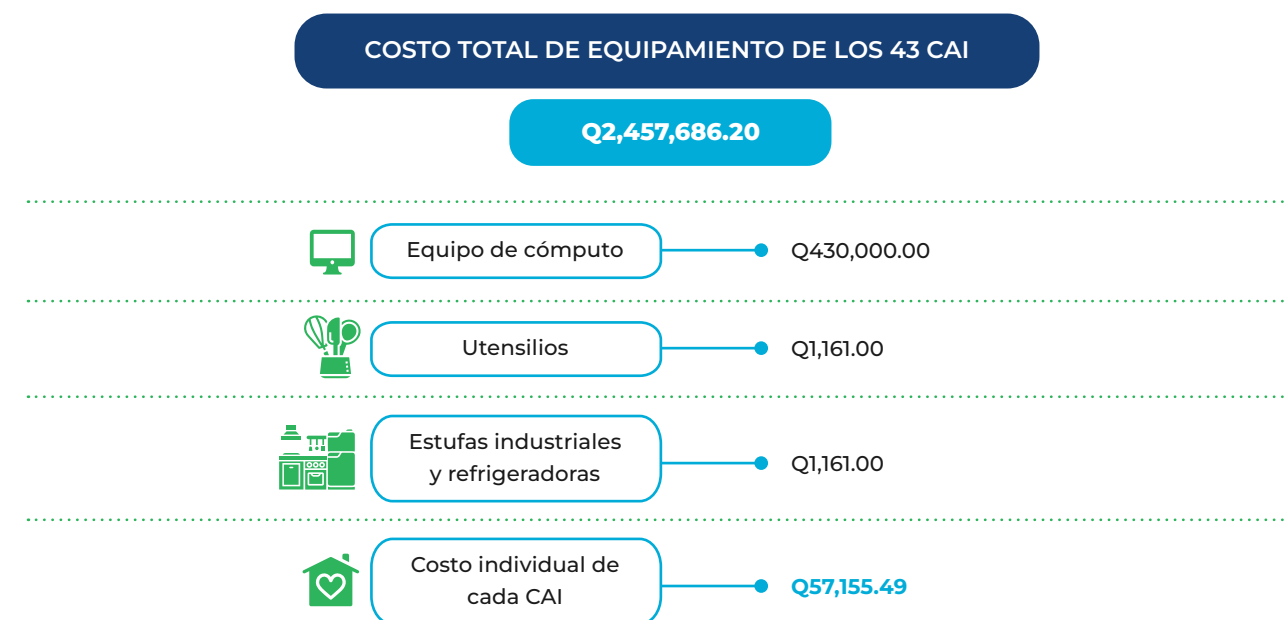 COSTO TOTAL DE EQUIPAMIENTO DE LOS 43 CAI
Q2,457,686.20
Equipo de cómputo
Q430,000.00
Utensilios
Q1,161.00
Estufas industriales
y refrigeradoras
Q1,161.00
Costo individual de
cada CAI
Q57,155.49